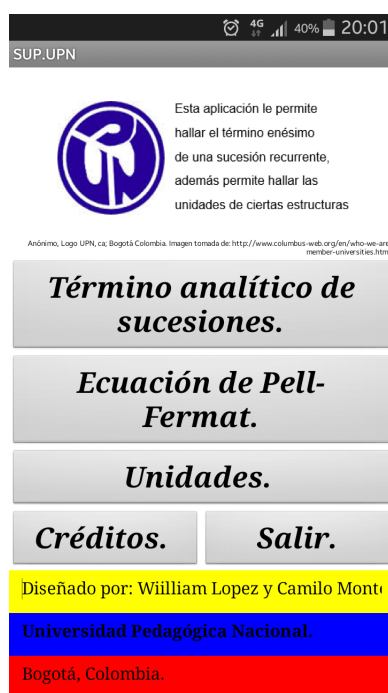 4G 40% 20:01
SUP.UPN
Esta aplicación le permite
hallar el término enésimo
de una sucesión recurrente,
además permite hallar las
unidades de ciertas estructuras
Anónimo, Logo UPN, ca; Bogotá Colombia. Imagen tomada de: http://www.columbus-web.org/en/who-we-are
member-universities.htm
Término analítico de
sucesiones.
Ecuación de Pell-
Fermat.
Unidades.
Créditos. Salir.
Diseñado por: Wiilliam Lopez y Camilo Monte
Universidad Pedagógica Nacional.
Bogotá, Colombia.